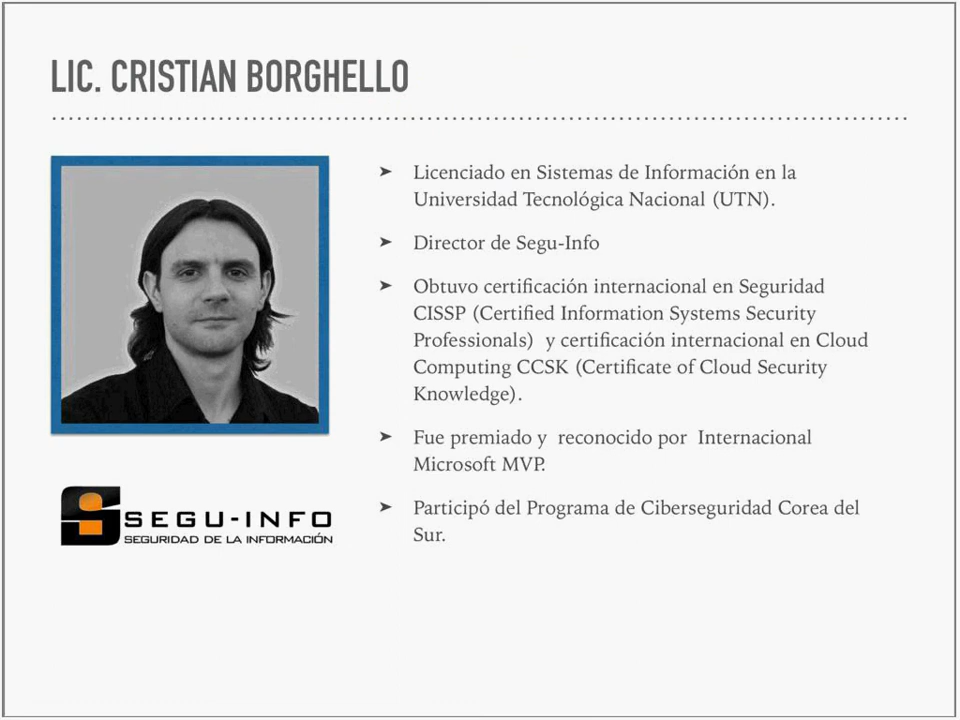 LIC. CRISTIAN BORGHELLO
➤ Licenciado en Sistemas de Información en la
Universidad Tecnológica Nacional (UTN).
➤ Director de Segu-Info
➤ Obtuvo certificación internacional en Seguridad
CISSP (Certified Information Systems Security
Professionals)  y certificación internacional en Cloud
Computing CCSK (Certificate of Cloud Security
Knowledge).
➤ Fue premiado y  reconocido por  Internacional
Microsoft MVP.
➤ Participó del Programa de Ciberseguridad Corea del
Sur.
SEGU-INFO
SEGURIDAD DE LA INFORMACIÓN